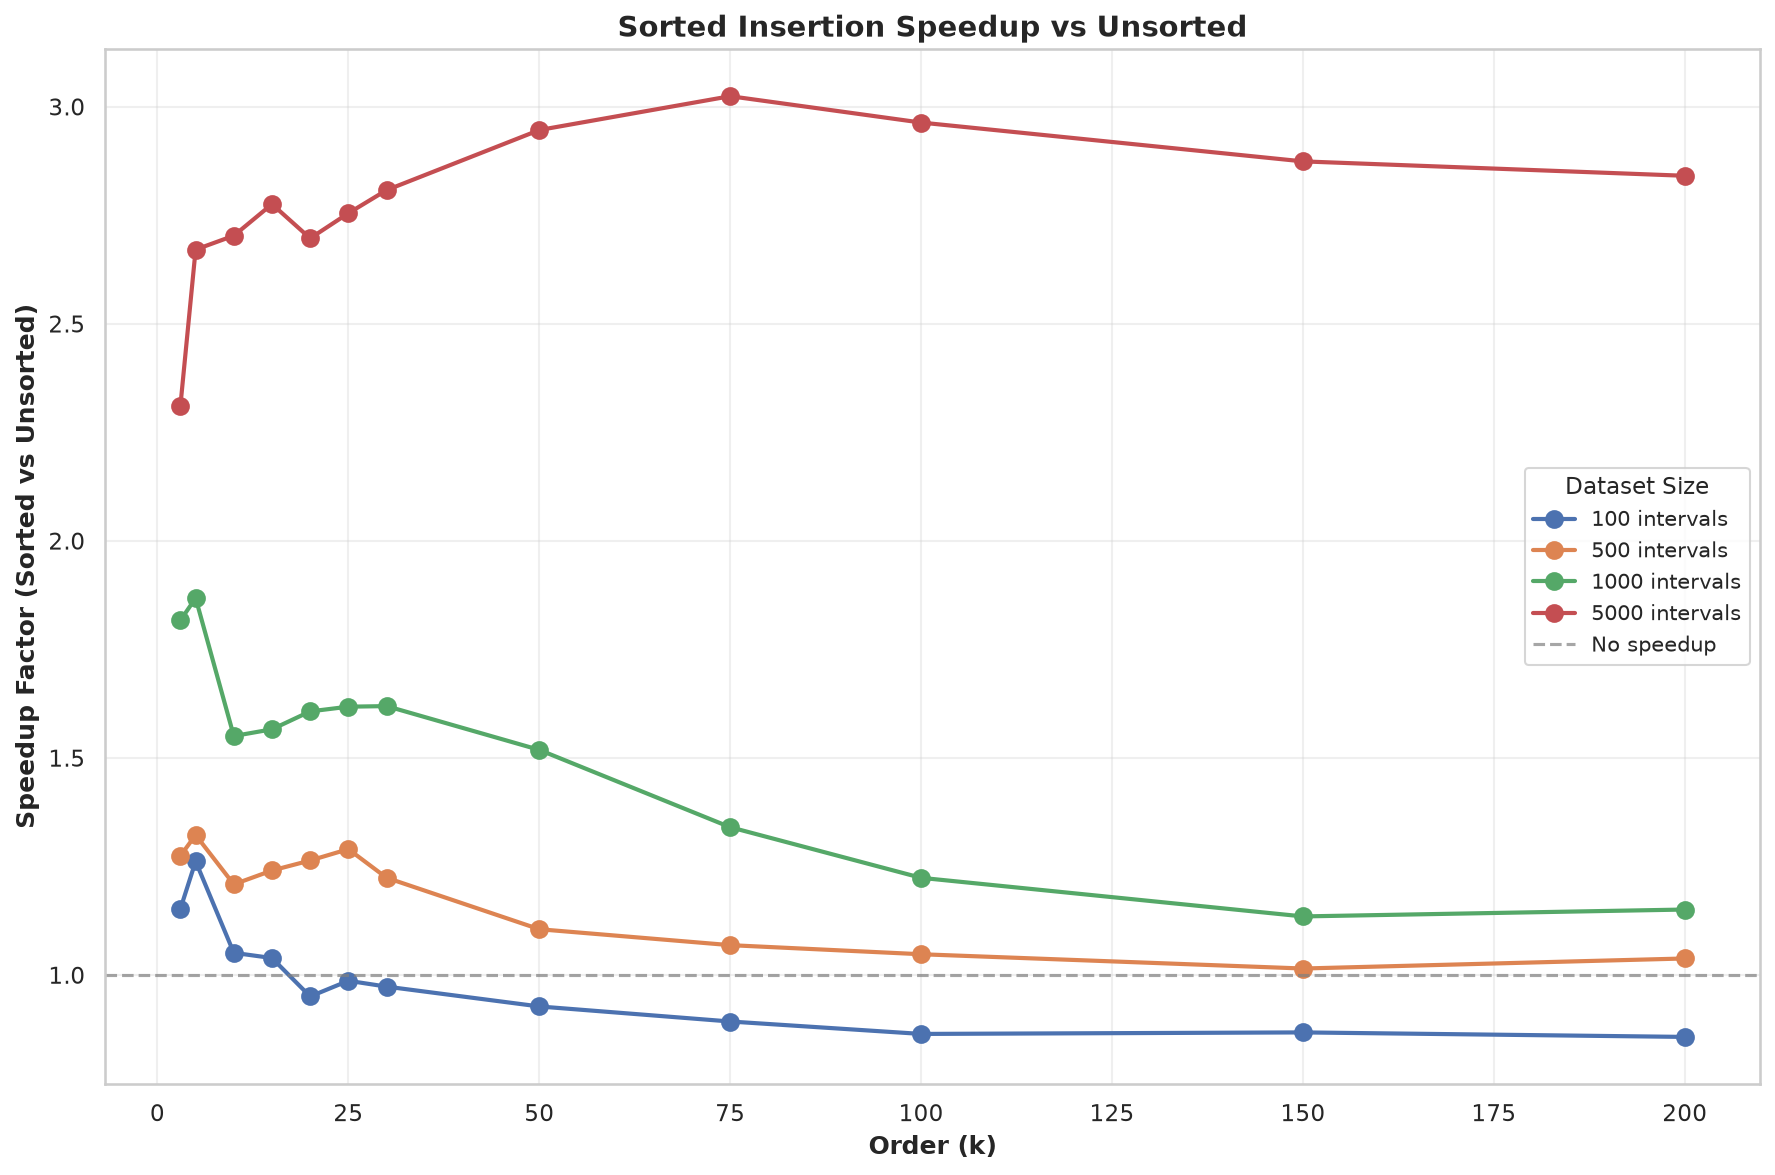 Sorted Insertion Speedup vs Unsorted
Speedup Factor (Sorted vs Unsorted)
3.0
2.5
2.0
1.5
1.0
Dataset Size
100 intervals
500 intervals
1000 intervals
5000 intervals
No speedup
0 25 50 75 100 125 150 175 200
Order (k)